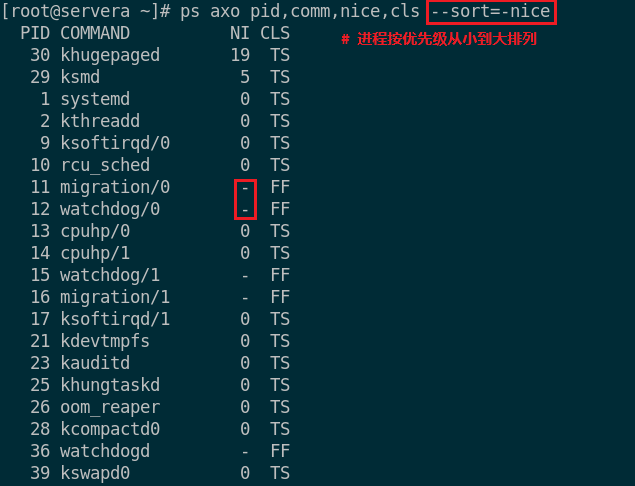 [root@servera ~]# ps axo pid,comm,nice,cls --sort=-nice
PID COMMAND NI CLS
# 进程按优先级从小到大排列
30 khugepaged 19 TS
29 ksmd 5 TS
1 systemd 0 TS
2 kthreadd 0 TS
9 ksoftirqd/0 0 TS
10 rcu_sched 0 TS
11 migration/0 - FF
12 watchdog/0 - FF
13 cpuhp/0 0 TS
14 cpuhp/1 0 TS
15 watchdog/1 - FF
16 migration/1 - FF
17 ksoftirqd/1 0 TS
21 kdevtmpfs 0 TS
23 kauditd 0 TS
25 khungtaskd 0 TS
26 oom_reaper 0 TS
28 kcompactd0 0 TS
36 watchdogd - FF
39 kswapd0 0 TS